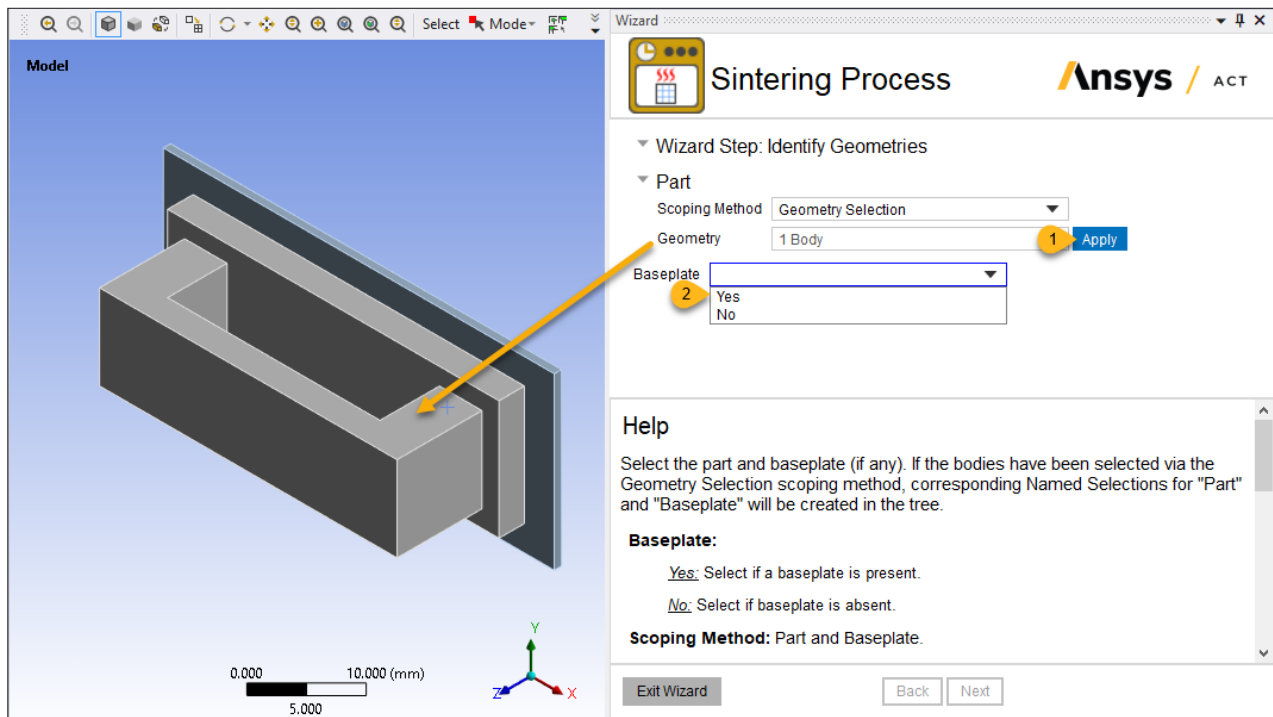 Select Mode
Model
0.000 10.000 (mm)
5.000
Y
Z X
Wizard
Sintering Process
Ansys / ACT
Wizard Step: Identify Geometries
Part
Scoping Method Geometry Selection
Geometry 1 Body 1 Apply
Baseplate
2 Yes
No
Help
Select the part and baseplate (if any). If the bodies have been selected via the
Geometry Selection scoping method, corresponding Named Selections for "Part"
and "Baseplate" will be created in the tree.
Baseplate:
Yes: Select if a baseplate is present.
No: Select if baseplate is absent.
Scoping Method: Part and Baseplate.
Exit Wizard Back Next